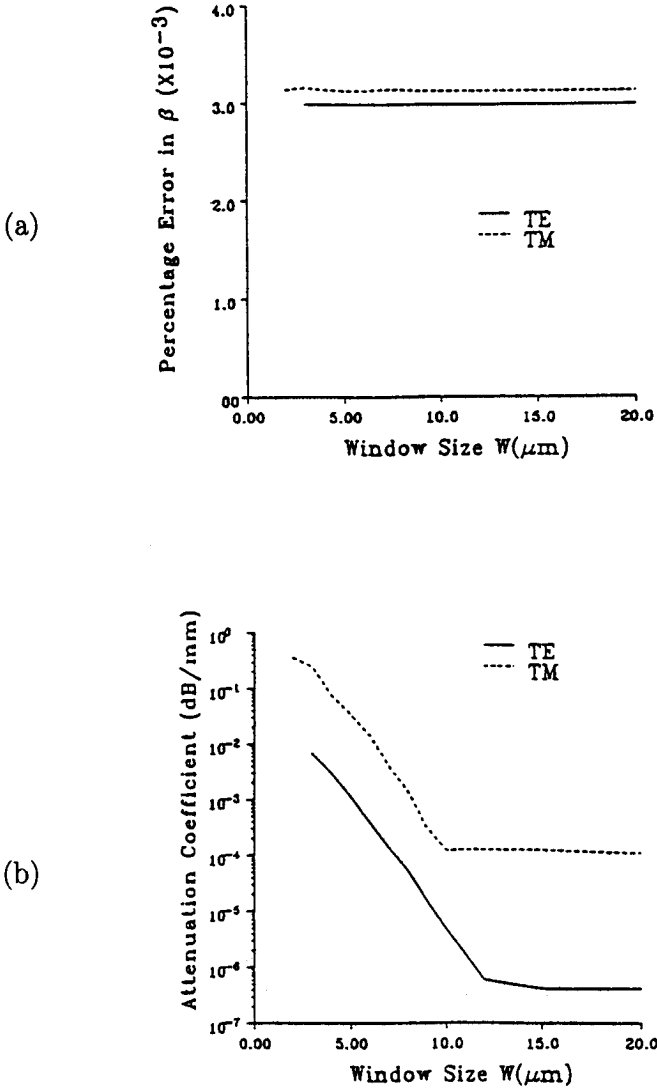 (a)
Percentage Error in β (X10⁻³)
4.0
3.0
2.0
1.0
00
0.00 5.00 10.0 15.0 20.0
Window Size W(μm)
TE
TM
(b)
Attenuation Coefficient (dB/mm)
10⁰
10⁻¹
10⁻²
10⁻³
10⁻⁴
10⁻⁵
10⁻⁶
10⁻⁷
0.00 5.00 10.0 15.0 20.0
Window Size W(μm)
TE
TM